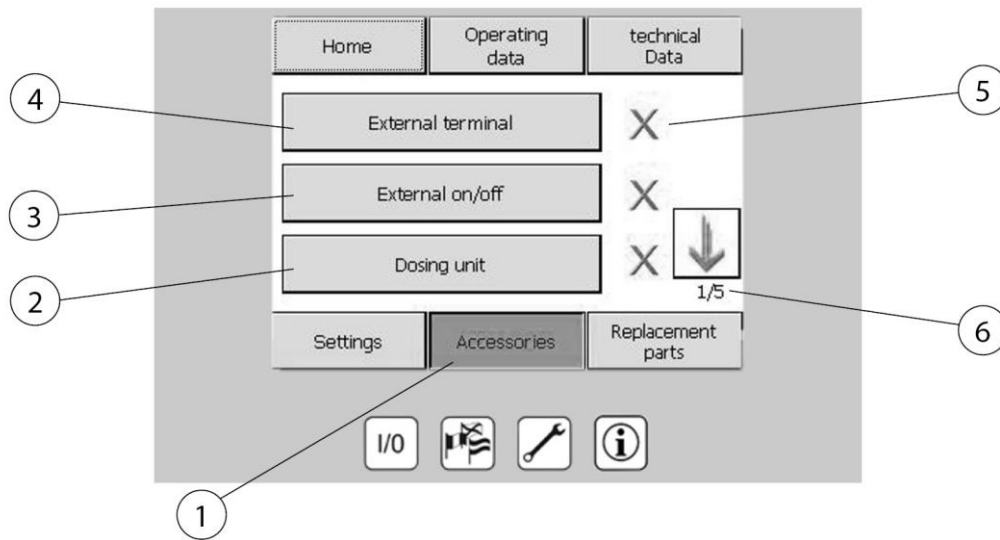 Home
Operating
data
technical
Data
4
External terminal
X
5
3
External on/off
X
2
Dosing unit
X
1/5
6
Settings
Accessories
Replacement
parts
I/0
i
1